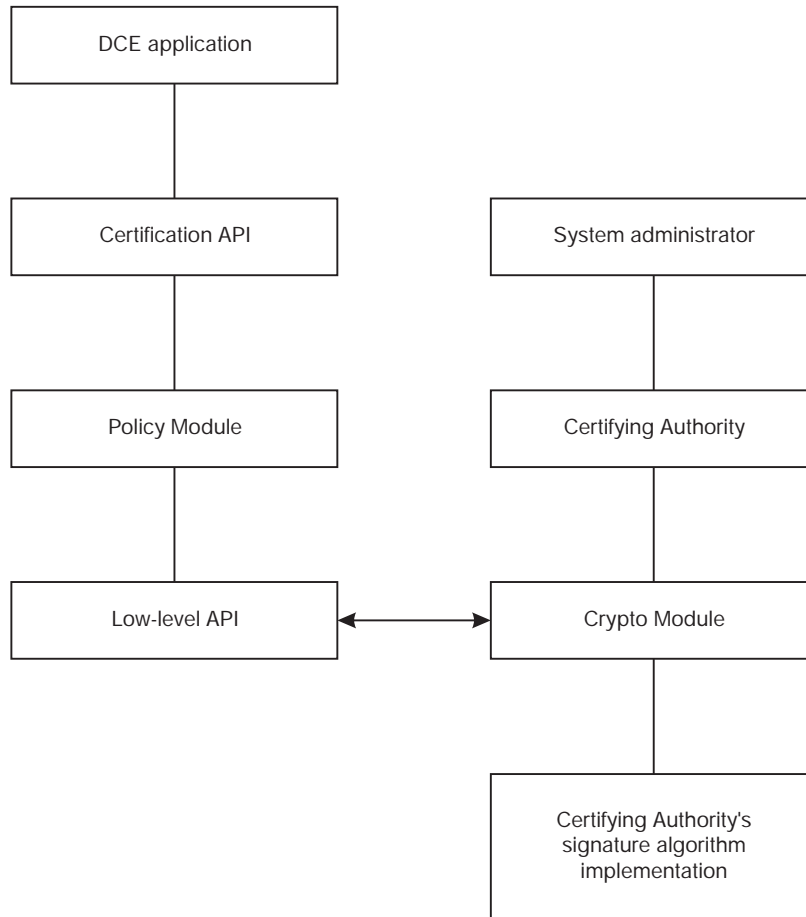 DCE application
Certification API
System administrator
Policy Module
Certifying Authority
Low-level API
Crypto Module
Certifying Authority's
signature algorithm
implementation